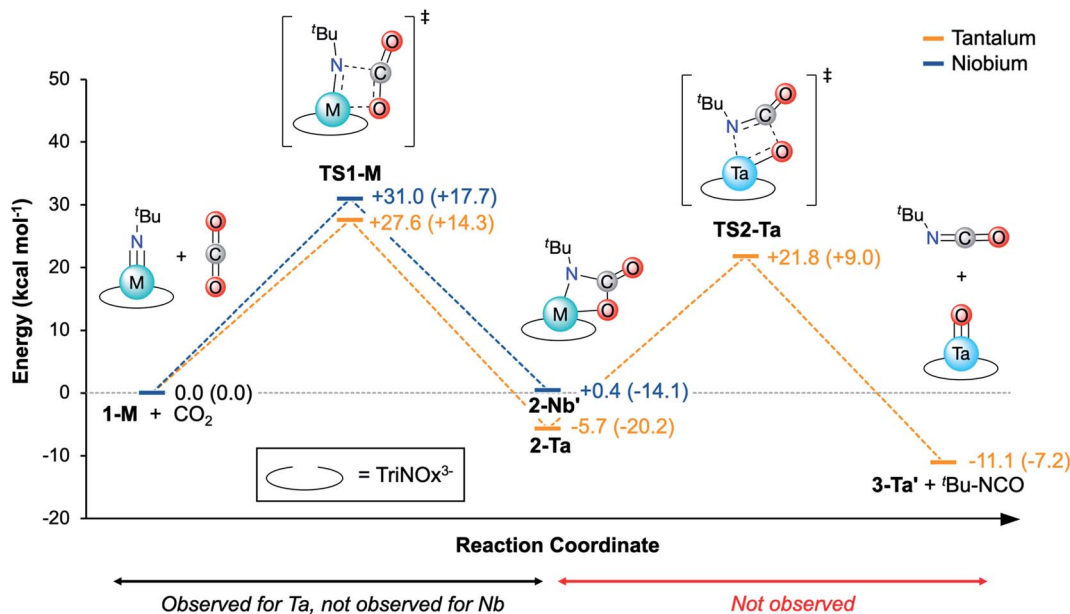 ‡
‡
Tantalum
Niobium
ᵗBu
N
C
O
M
O
ᵗBu
N
C
O
O
Ta
TS1-M
+31.0 (+17.7)
+27.6 (+14.3)
TS2-Ta
+21.8 (+9.0)
ᵗBu
N
M
+
O
C
O
ᵗBu
N
C
O
M
O
ᵗBu
N
C
O
+
O
Ta
Energy (kcal mol⁻¹)
50
40
30
20
10
0
-10
-20
0.0 (0.0)
1-M + CO₂
+0.4 (-14.1)
2-Nb'
-5.7 (-20.2)
2-Ta
-11.1 (-7.2)
3-Ta' + ᵗBu-NCO
= TriNOx³⁻
Reaction Coordinate
Observed for Ta, not observed for Nb
Not observed